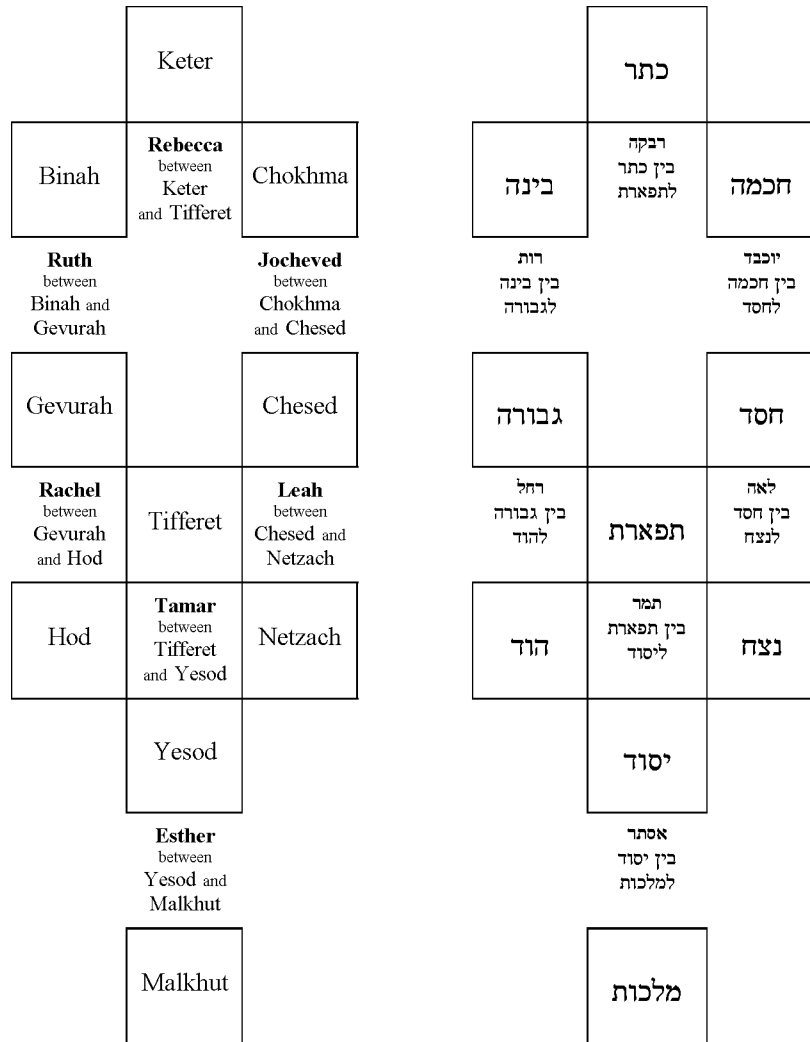 Keter
Binah
Rebecca
between
Keter
and Tifferet
Chokhma
Ruth
between
Binah and
Gevurah
Jocheved
between
Chokhma
and Chesed
Gevurah
Chesed
Rachel
between
Gevurah
and Hod
Tifferet
Leah
between
Chesed and
Netzach
Hod
Tamar
between
Tifferet
and Yesod
Netzach
Yesod
Esther
between
Yesod and
Malkhut
Malkhut
כתר
חכמה
רבקה
בין כתר
לתפארת
בינה
יוכבד
בין חכמה
לחסד
רות
בין בינה
לגבורה
חסד
גבורה
לאה
בין חסד
לנצח
תפארת
רחל
בין גבורה
להוד
נצח
תמר
בין תפארת
ליסוד
הוד
יסוד
אסתר
בין יסוד
למלכות
מלכות